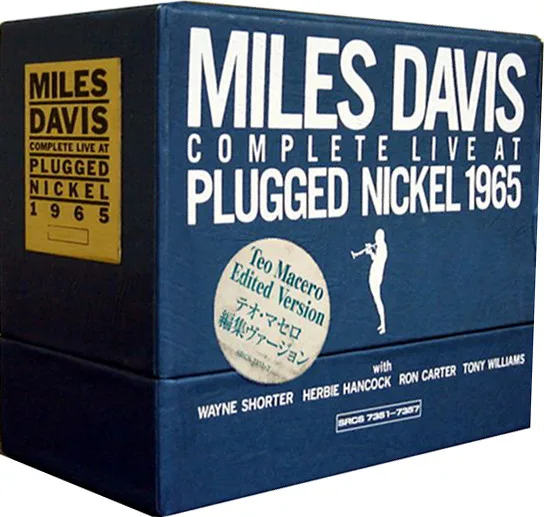 MILES
DAVIS
COMPLETE LIVE AT
PLUGGED
NICKEL
1965
MILES DAVIS
COMPLETE LIVE AT
PLUGGED NICKEL 1965
Teo Macero
Edited Version
テオ・マセロ
編集ヴァージョン
with
WAYNE SHORTER HERBIE HANCOCK RON CARTER TONY WILLIAMS
SRCS 7351-7357